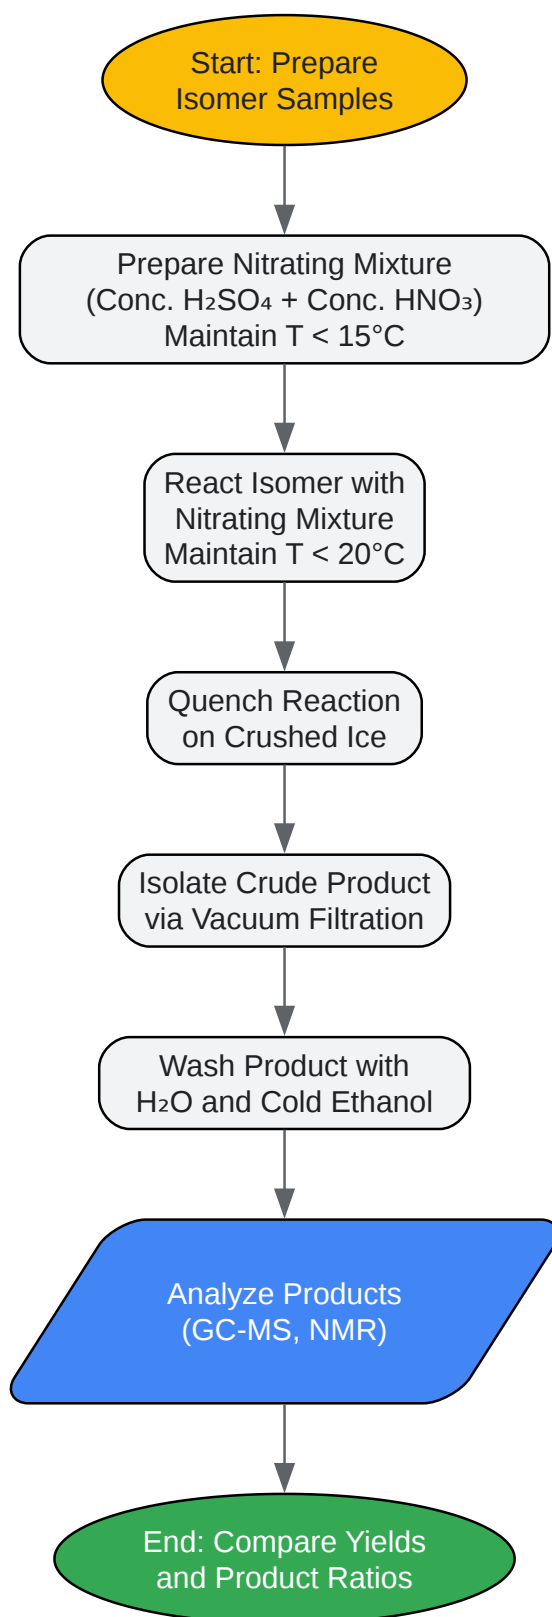 Start: Prepare
Isomer Samples
Prepare Nitrating Mixture
(Conc. H₂SO₄ + Conc. HNO₃)
Maintain T < 15°C
React Isomer with
Nitrating Mixture
Maintain T < 20°C
Quench Reaction
on Crushed Ice
Isolate Crude Product
via Vacuum Filtration
Wash Product with
H₂O and Cold Ethanol
Analyze Products
(GC-MS, NMR)
End: Compare Yields
and Product Ratios